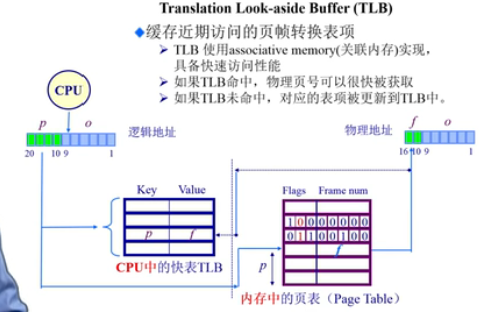 Translation Look-aside Buffer (TLB)
◆缓存近期访问的页帧转换表项
➢ TLB 使用associative memory(关联内存)实现，
具备快速访问性能
➢ 如果TLB命中，物理页号可以很快被获取
➢ 如果TLB未命中，对应的表项被更新到TLB中。
CPU
p o
逻辑地址
20 10 9 1
物理地址
f o
16 10 9 1
Key Value
p f
CPU中的快表TLB
Flags Frame num
1 0 0 0 0 0 0 0
0 1 1 0 0 1 0 0
f
p
内存中的页表（Page Table）